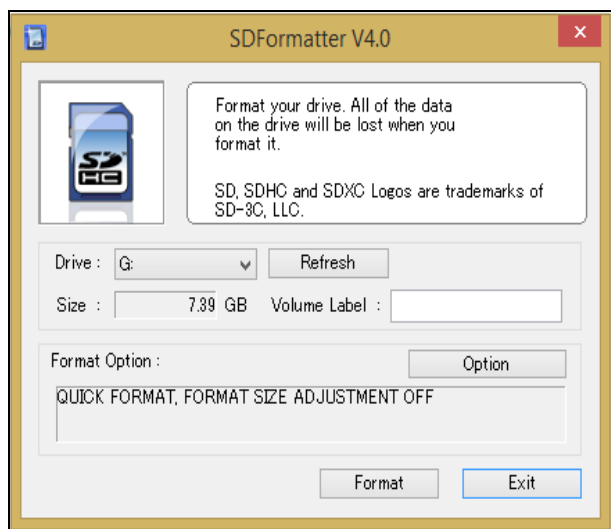 SDFormatter V4.0
Format your drive. All of the data
on the drive will be lost when you
format it.
SD, SDHC and SDXC Logos are trademarks of
SD-3C, LLC.
SD
HC
Drive : G: Refresh
Size : 7.39 GB Volume Label :
Format Option : Option
QUICK FORMAT, FORMAT SIZE ADJUSTMENT OFF
Format Exit